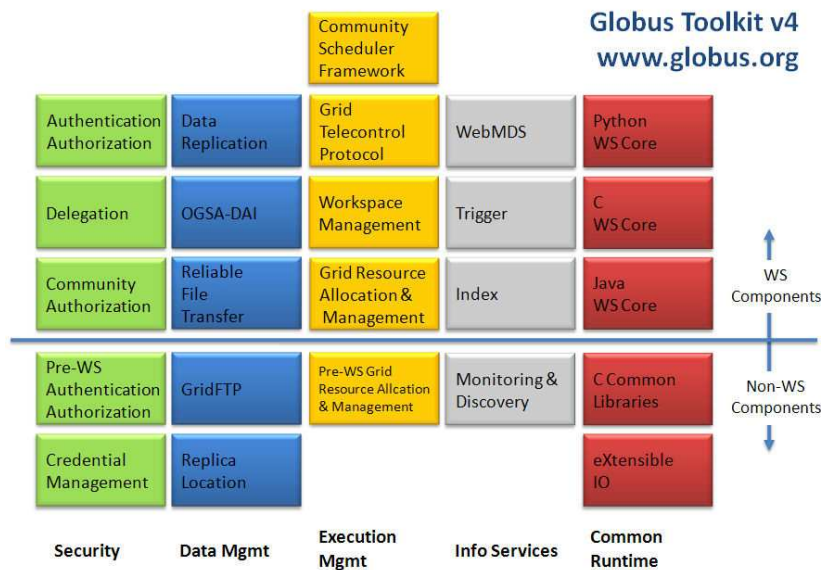 Globus Toolkit v4
www.globus.org
Community
Scheduler
Framework
Authentication
Authorization
Data
Replication
Grid
Telecontrol
Protocol
WebMDS
Python
WS Core
Delegation
OGSA-DAI
Workspace
Management
Trigger
C
WS Core
Community
Authorization
Reliable
File
Transfer
Grid Resource
Allocation &
Management
Index
Java
WS Core
WS
Components
Pre-WS
Authentication
Authorization
GridFTP
Pre-WS Grid
Resource Allcation
& Management
Monitoring &
Discovery
C Common
Libraries
Non-WS
Components
Credential
Management
Replica
Location
eXtensible
IO
Security
Data Mgmt
Execution
Mgmt
Info Services
Common
Runtime